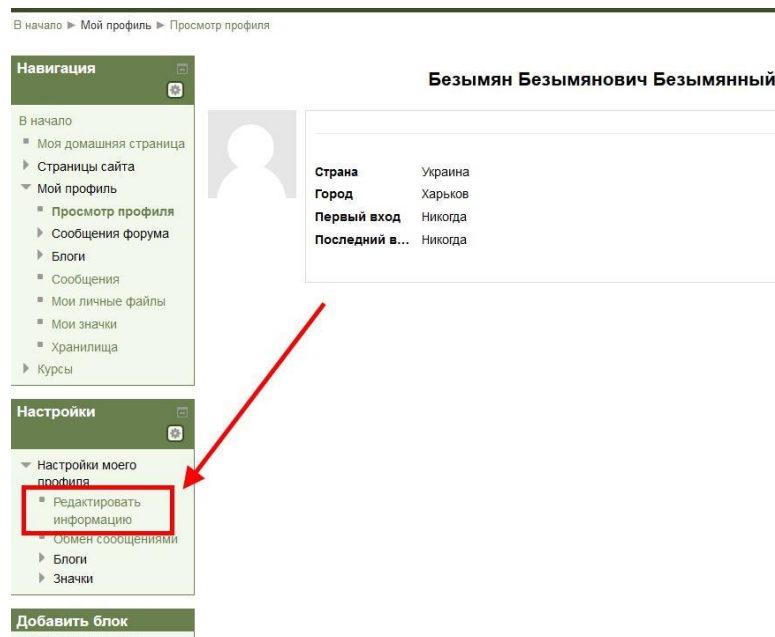 В начало ► Мой профиль ► Просмотр профиля
Навигация
В начало
Моя домашняя страница
Страницы сайта
Мой профиль
Просмотр профиля
Сообщения форума
Блоги
Сообщения
Мои личные файлы
Мои значки
Хранилища
Курсы
Настройки
Настройки моего
профиля
Редактировать
информацию
Обмен сообщениями
Блоги
Значки
Добавить блок
Безымян Безымянович Безымянный
Страна Украина
Город Харьков
Первый вход Никогда
Последний в... Никогда